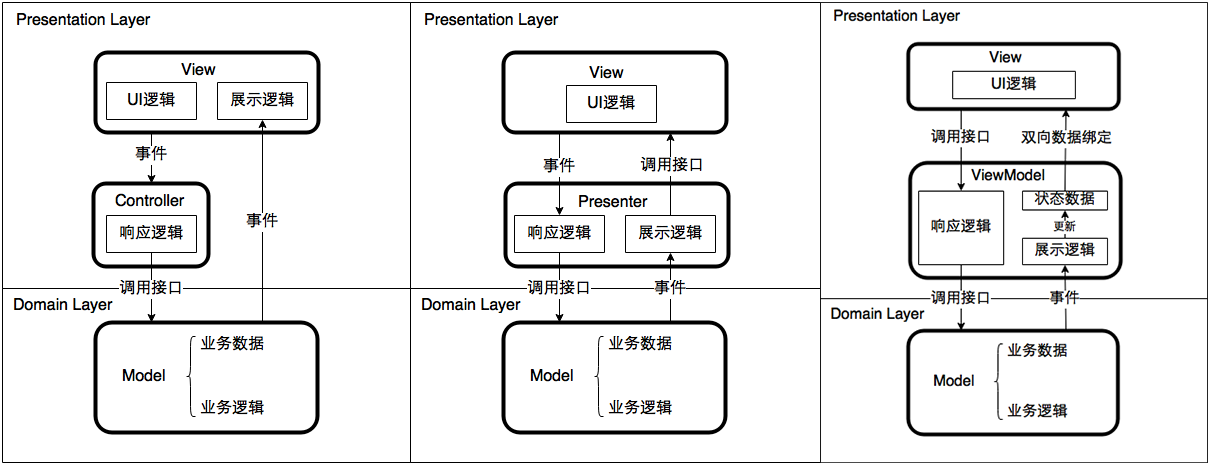 Presentation Layer
View
UI逻辑
展示逻辑
事件
Controller
响应逻辑
事件
调用接口
Domain Layer
Model
业务数据
业务逻辑
Presentation Layer
View
UI逻辑
事件
调用接口
Presenter
响应逻辑
展示逻辑
调用接口
事件
Domain Layer
Model
业务数据
业务逻辑
Presentation Layer
View
UI逻辑
调用接口
双向数据绑定
ViewModel
响应逻辑
状态数据
更新
展示逻辑
调用接口
事件
Domain Layer
Model
业务数据
业务逻辑